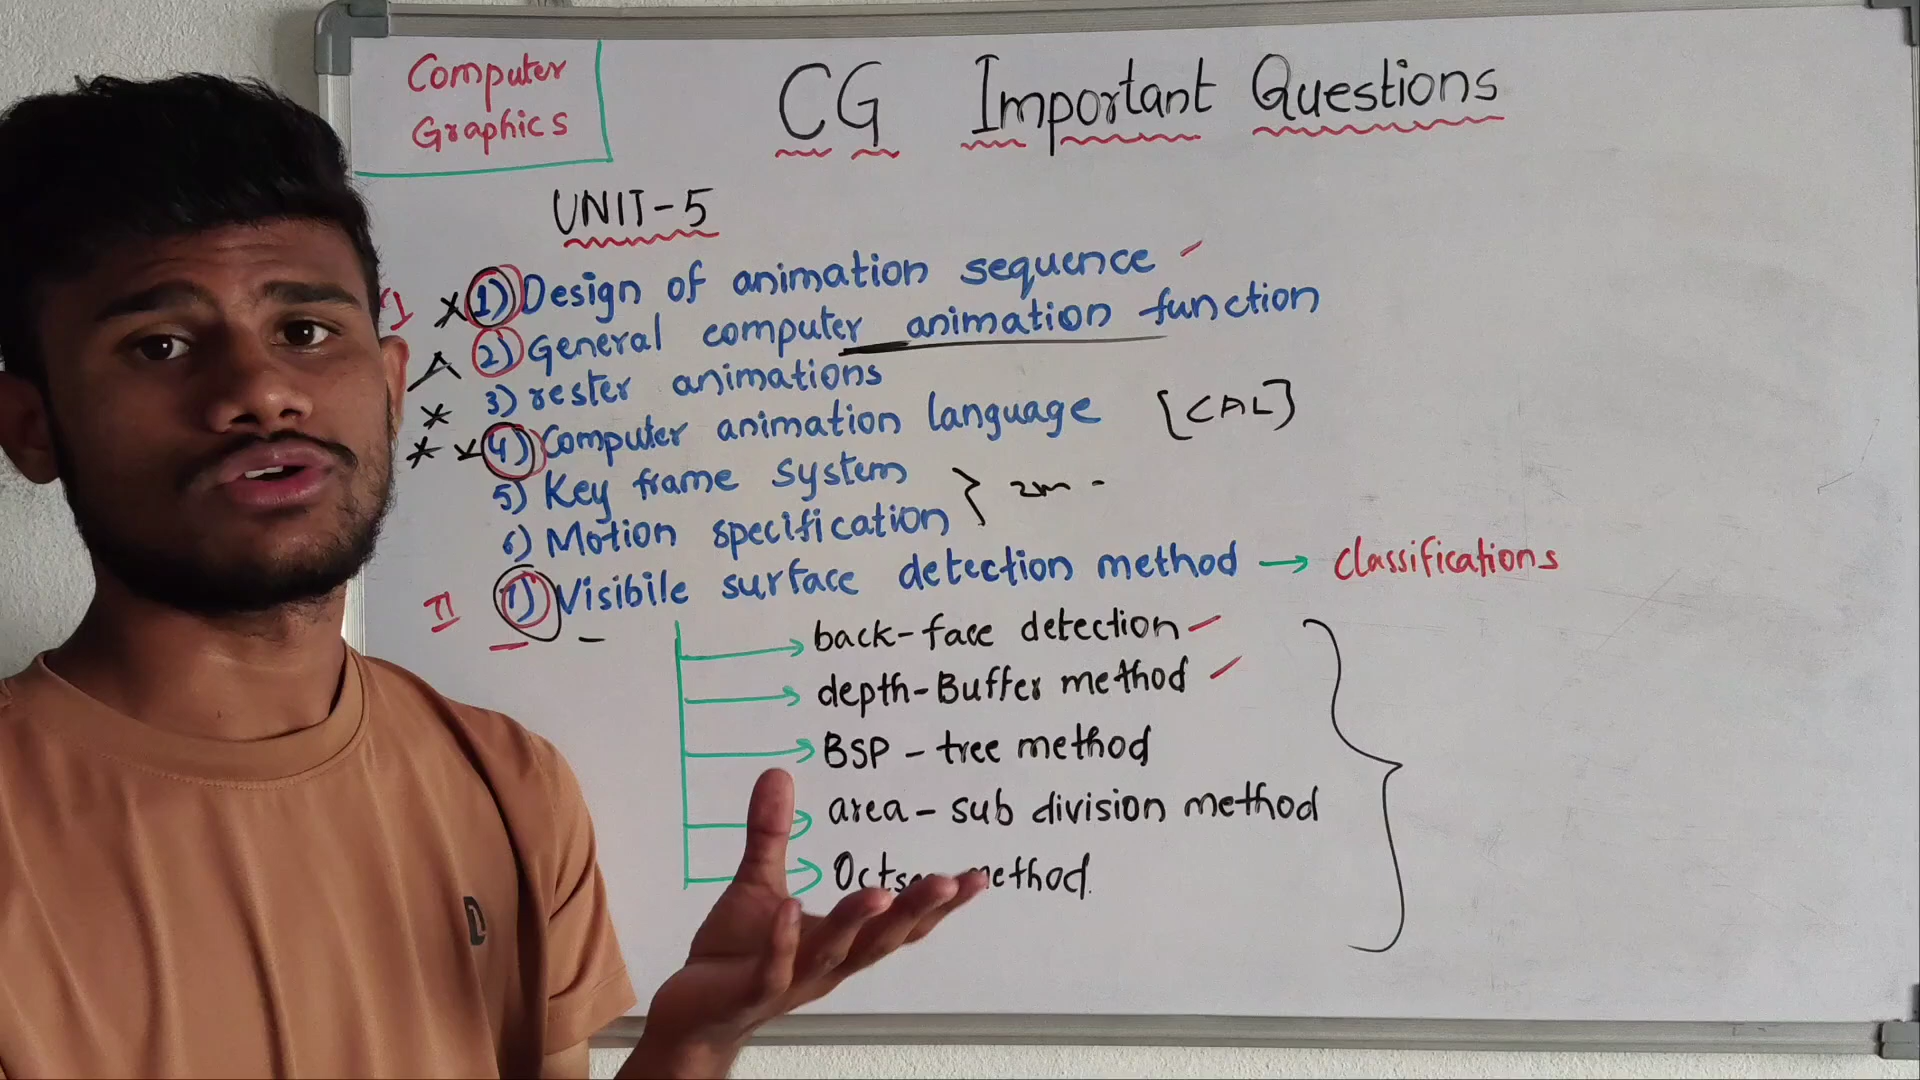 Computer
Graphics
CG Important Questions
UNIT-5
I
1) Design of animation sequence
2) General computer animation function
3) rester animations
4) Computer animation language [CAL]
5) Key frame system
6) Motion specification } 2m -
II 7) Visibile surface detection method → classifications
→ back-face detection
→ depth-Buffer method
→ BSP - tree method
→ area - sub division method
→ method.